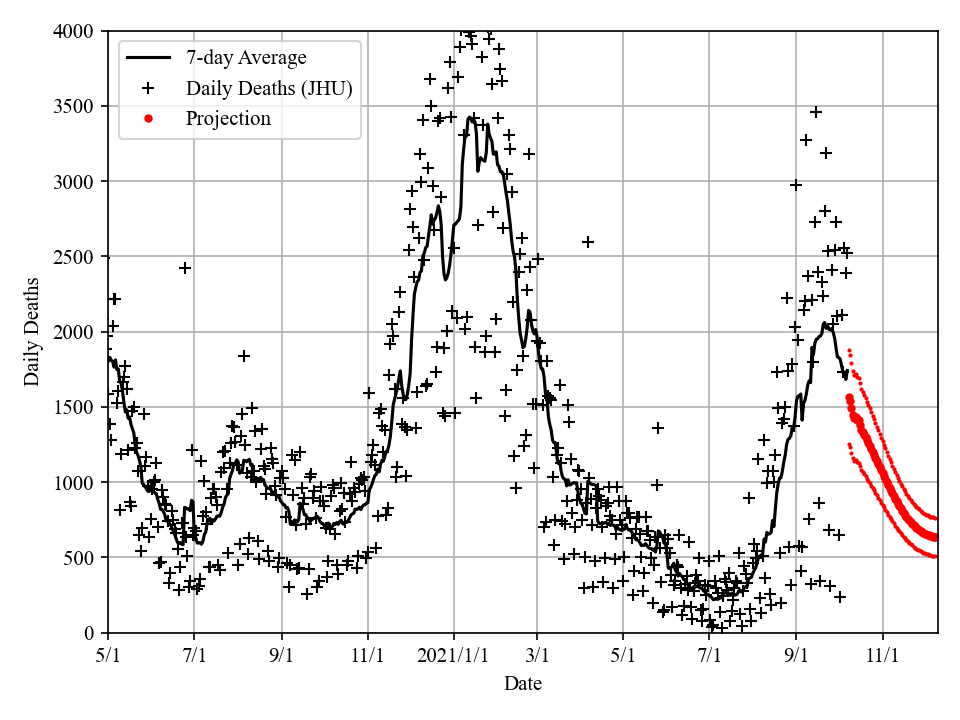 4000
3500
3000
2500
2000
1500
1000
500
0
Daily Deaths
7-day Average
Daily Deaths (JHU)
Projection
5/1 7/1 9/1 11/1 2021/1/1 3/1 5/1 7/1 9/1 11/1
Date